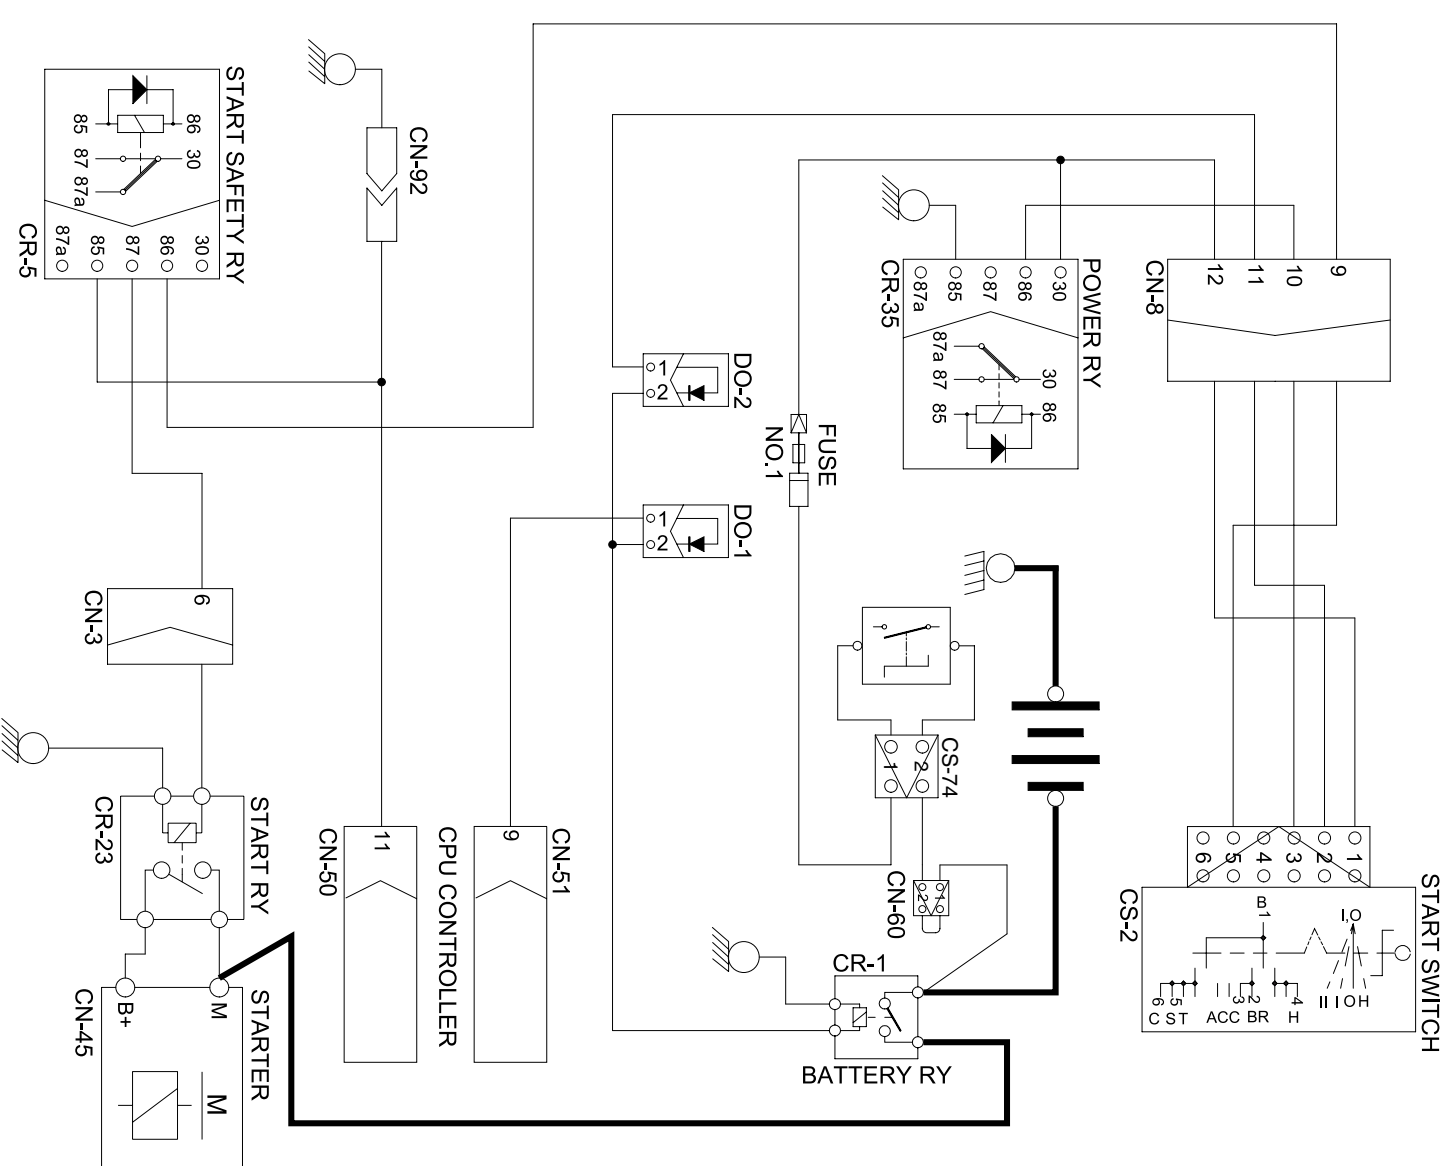 START SAFETY RY
86
85
30
87
87a
87a
85
87
86
30
CR-5
CN-92
9
10
11
12
CN-8
POWER RY
30
86
87
85
87a
CR-35
87a
87
30
85
86
DO-2
1
2
FUSE
NO.1
DO-1
1
2
6
CN-3
CS-74
2
1
START RY
CR-23
11
CN-50
CPU CONTROLLER
9
CN-51
1
2
CN-60
CR-1
BATTERY RY
1
2
3
4
5
6
START SWITCH
CS-2
B1
I,O
II I O H
6
5
3
2
4
C ST
ACC
BR
H
M
B+
STARTER
CN-45
M